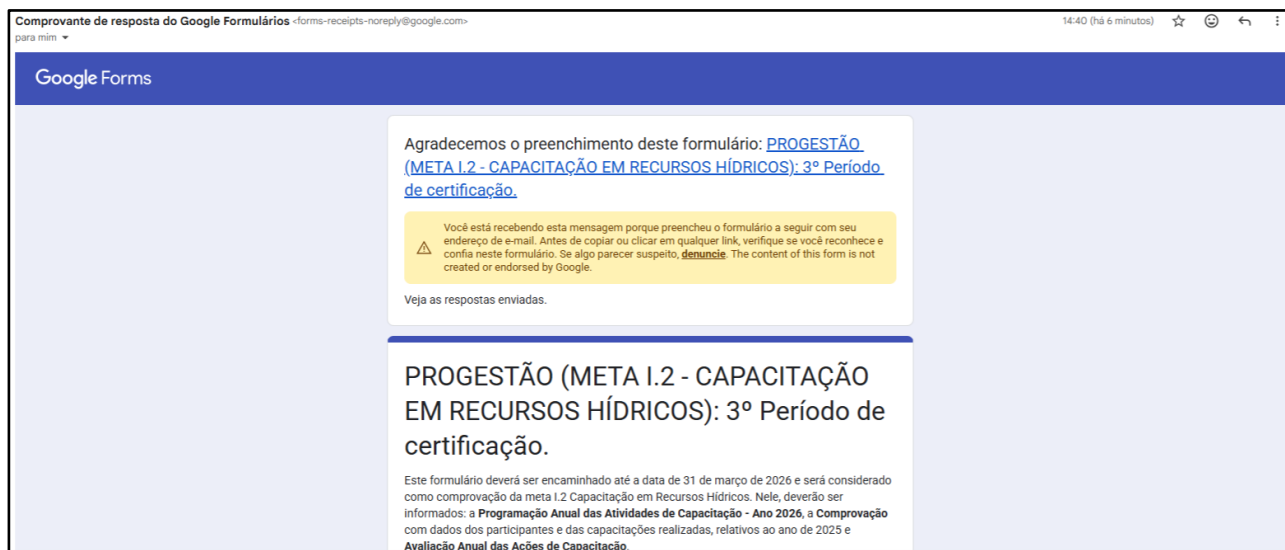 Comprovante de resposta do Google Formulários <forms-receipts-noreply@google.com>
14:40 (há 6 minutos)
para mim
Google Forms
Agradecemos o preenchimento deste formulário: PROGESTÃO
(META I.2 - CAPACITAÇÃO EM RECURSOS HÍDRICOS): 3º Período
de certificação.
Você está recebendo esta mensagem porque preencheu o formulário a seguir com seu
endereço de e-mail. Antes de copiar ou clicar em qualquer link, verifique se você reconhece e
confia neste formulário. Se algo parecer suspeito, denuncie. The content of this form is not
created or endorsed by Google.
Veja as respostas enviadas.
PROGESTÃO (META I.2 - CAPACITAÇÃO
EM RECURSOS HÍDRICOS): 3º Período de
certificação.
Este formulário deverá ser encaminhado até a data de 31 de março de 2026 e será considerado
como comprovação da meta I.2 Capacitação em Recursos Hídricos. Nele, deverão ser
informados: a Programação Anual das Atividades de Capacitação - Ano 2026, a Comprovação
com dados dos participantes e das capacitações realizadas, relativos ao ano de 2025 e
Avaliação Anual das Ações de Capacitação.